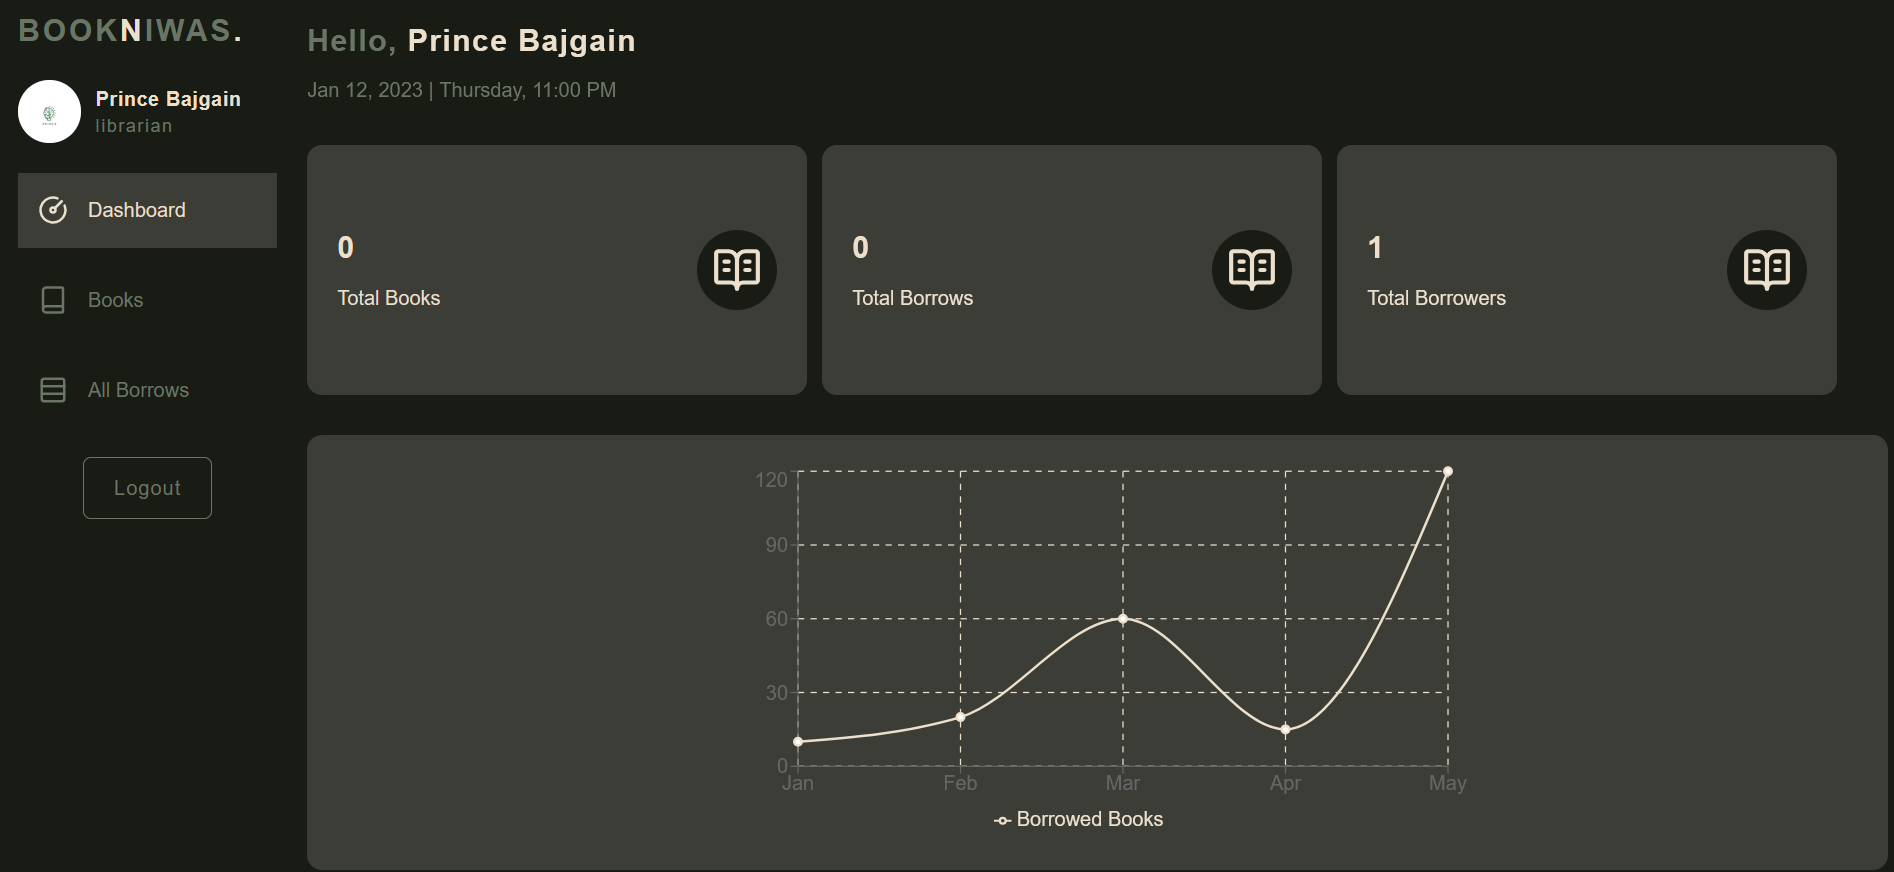 BOOKNIWAS.
Prince Bajgain
librarian
Dashboard
Books
All Borrows
Logout
Hello, Prince Bajgain
Jan 12, 2023 | Thursday, 11:00 PM
0
Total Books
0
Total Borrows
1
Total Borrowers
120
90
60
30
0
Jan Feb Mar Apr May
Borrowed Books